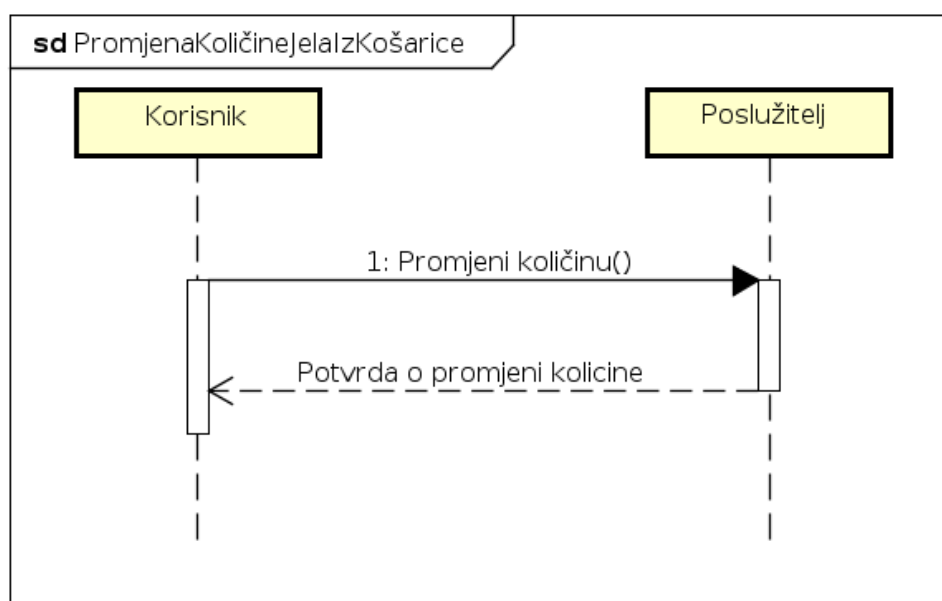 sd PromjenaKoličineJelaIzKošarice
Korisnik
Poslužitelj
1: Promjeni količinu()
Potvrda o promjeni kolicine